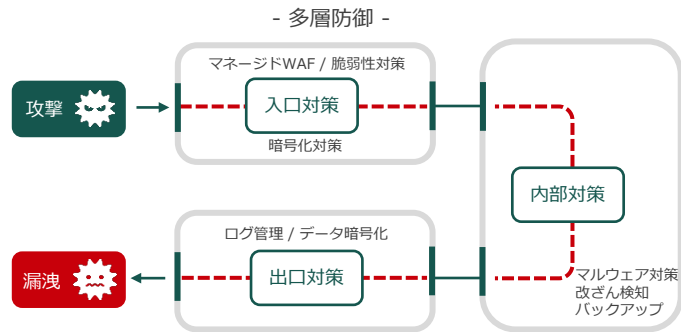 - 多層防御 -
マネージドWAF / 脆弱性対策
攻撃
入口対策
暗号化対策
内部対策
ログ管理 / データ暗号化
漏洩
出口対策
マルウェア対策
改ざん検知
バックアップ